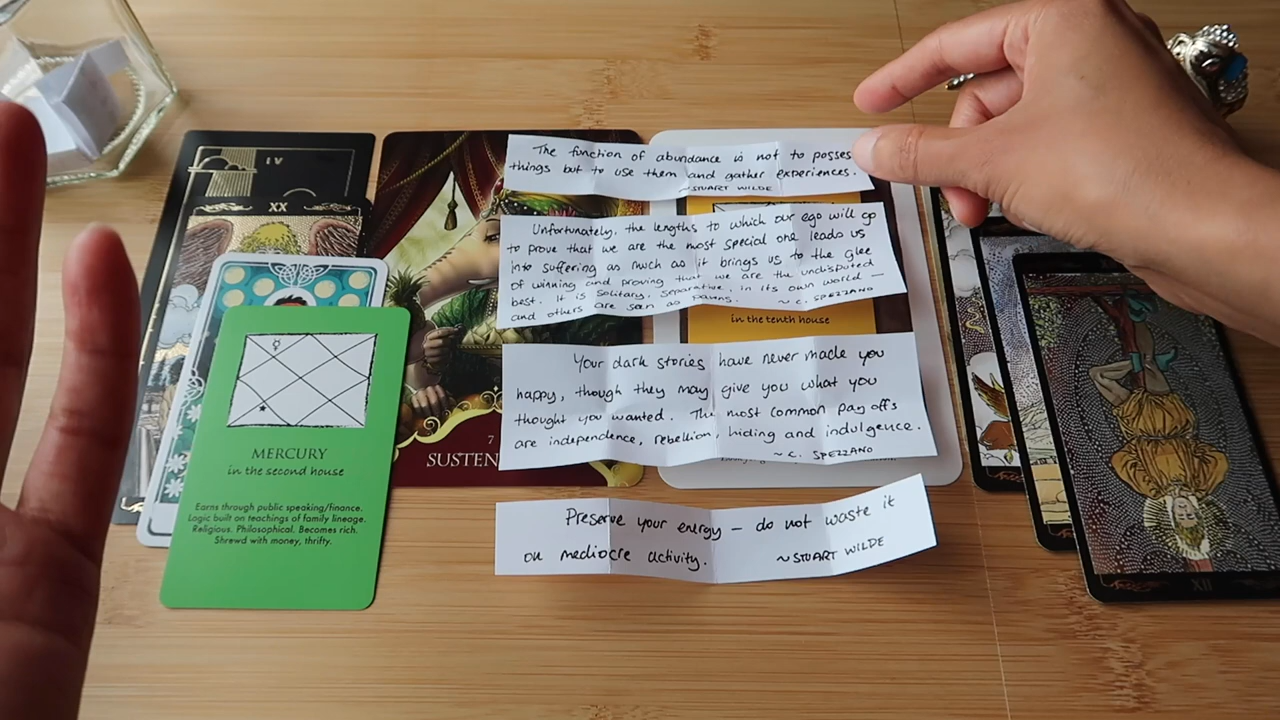 IV
XX
MERCURY
in the second house
Earns through public speaking/finance.
Logic built on teachings of family lineage.
Religious. Philosophical. Becomes rich.
Shrewd with money, thrifty.
7
SUSTEN
The function of abundance is not to posses
things but to use them and gather experiences.
~STUART WILDE
Unfortunately, the lengths to which our ego will go
to prove that we are the most special one leads us
into suffering as much as it brings us to the glee
of winning and proving that we are the undisputed
best. It is solitary, separative, in its own world —
and others are seen as pawns. ~ C. SPEZZANO
in the tenth house
Your dark stories have never made you
happy, though they may give you what you
thought you wanted. The most common pay offs
are independence, rebellion, hiding and indulgence.
~ C. SPEZZANO
Preserve your energy — do not waste it
on mediocre activity. ~STUART WILDE
XII